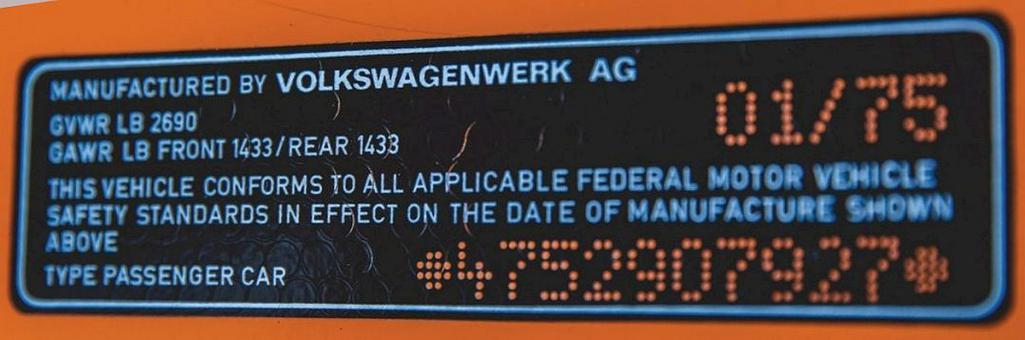 MANUFACTURED BY VOLKSWAGENWERK AG
01/75
GVWR LB 2690
GAWR LB FRONT 1433/REAR 1433
THIS VEHICLE CONFORMS TO ALL APPLICABLE FEDERAL MOTOR VEHICLE
SAFETY STANDARDS IN EFFECT ON THE DATE OF MANUFACTURE SHOWN
ABOVE
TYPE PASSENGER CAR *4752907927*